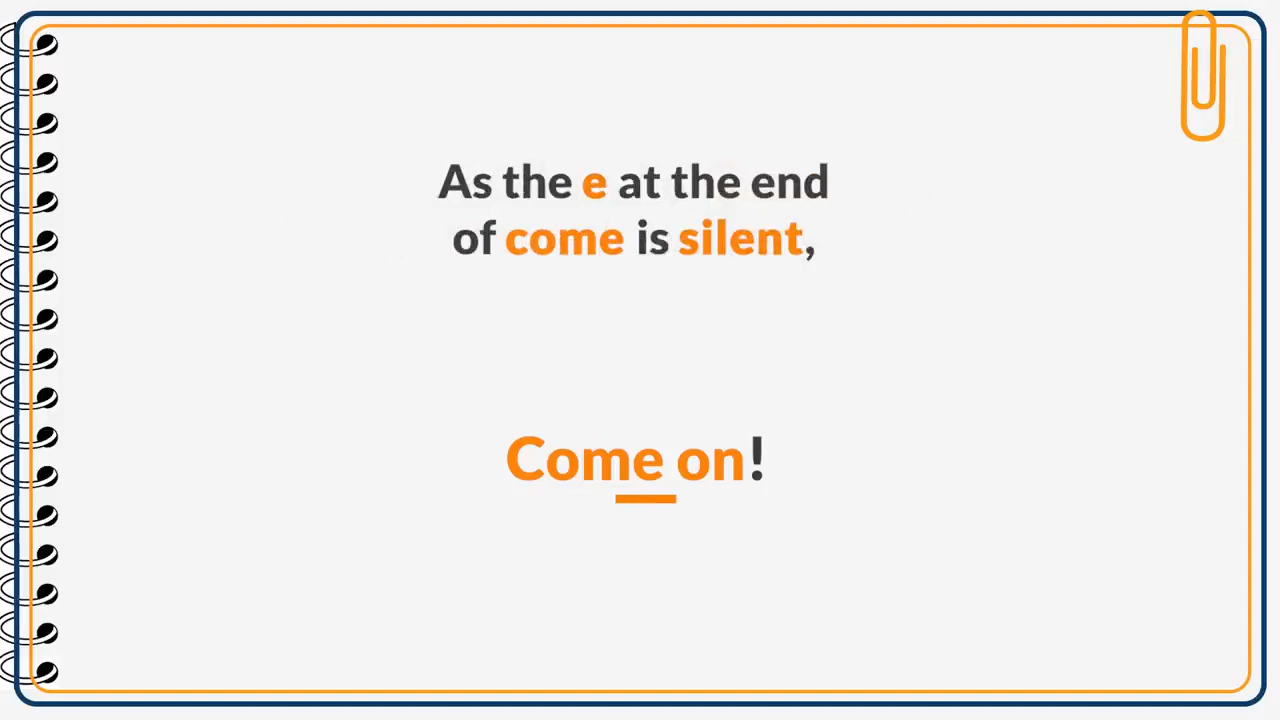 As the e at the end
of come is silent,
Come on!